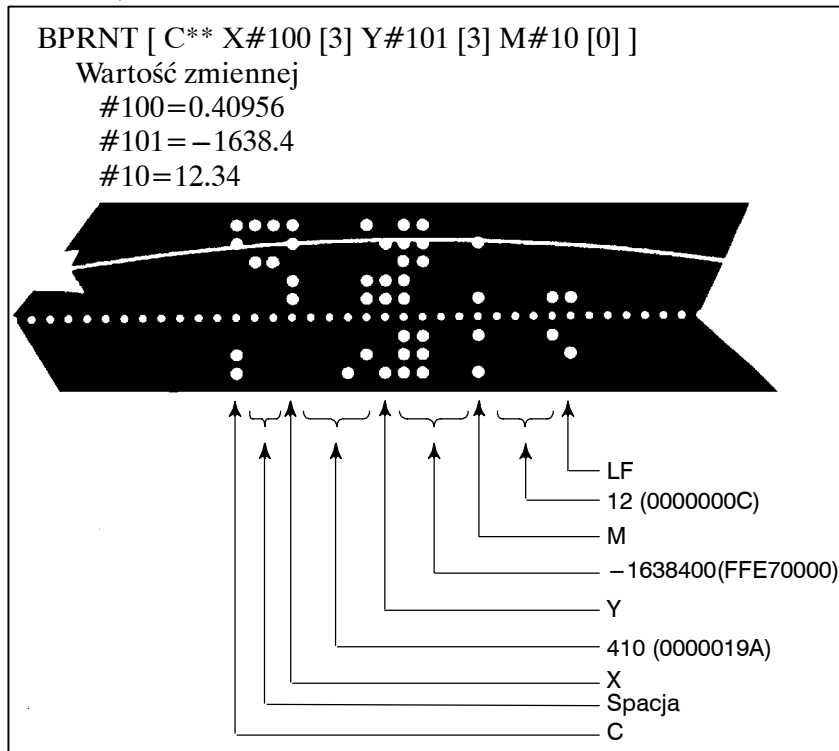 BPRNT [ C** X#100 [3] Y#101 [3] M#10 [0] ]
Wartość zmiennej
#100=0.40956
#101=−1638.4
#10=12.34
LF
12 (0000000C)
M
−1638400(FFE70000)
Y
410 (0000019A)
X
Spacja
C